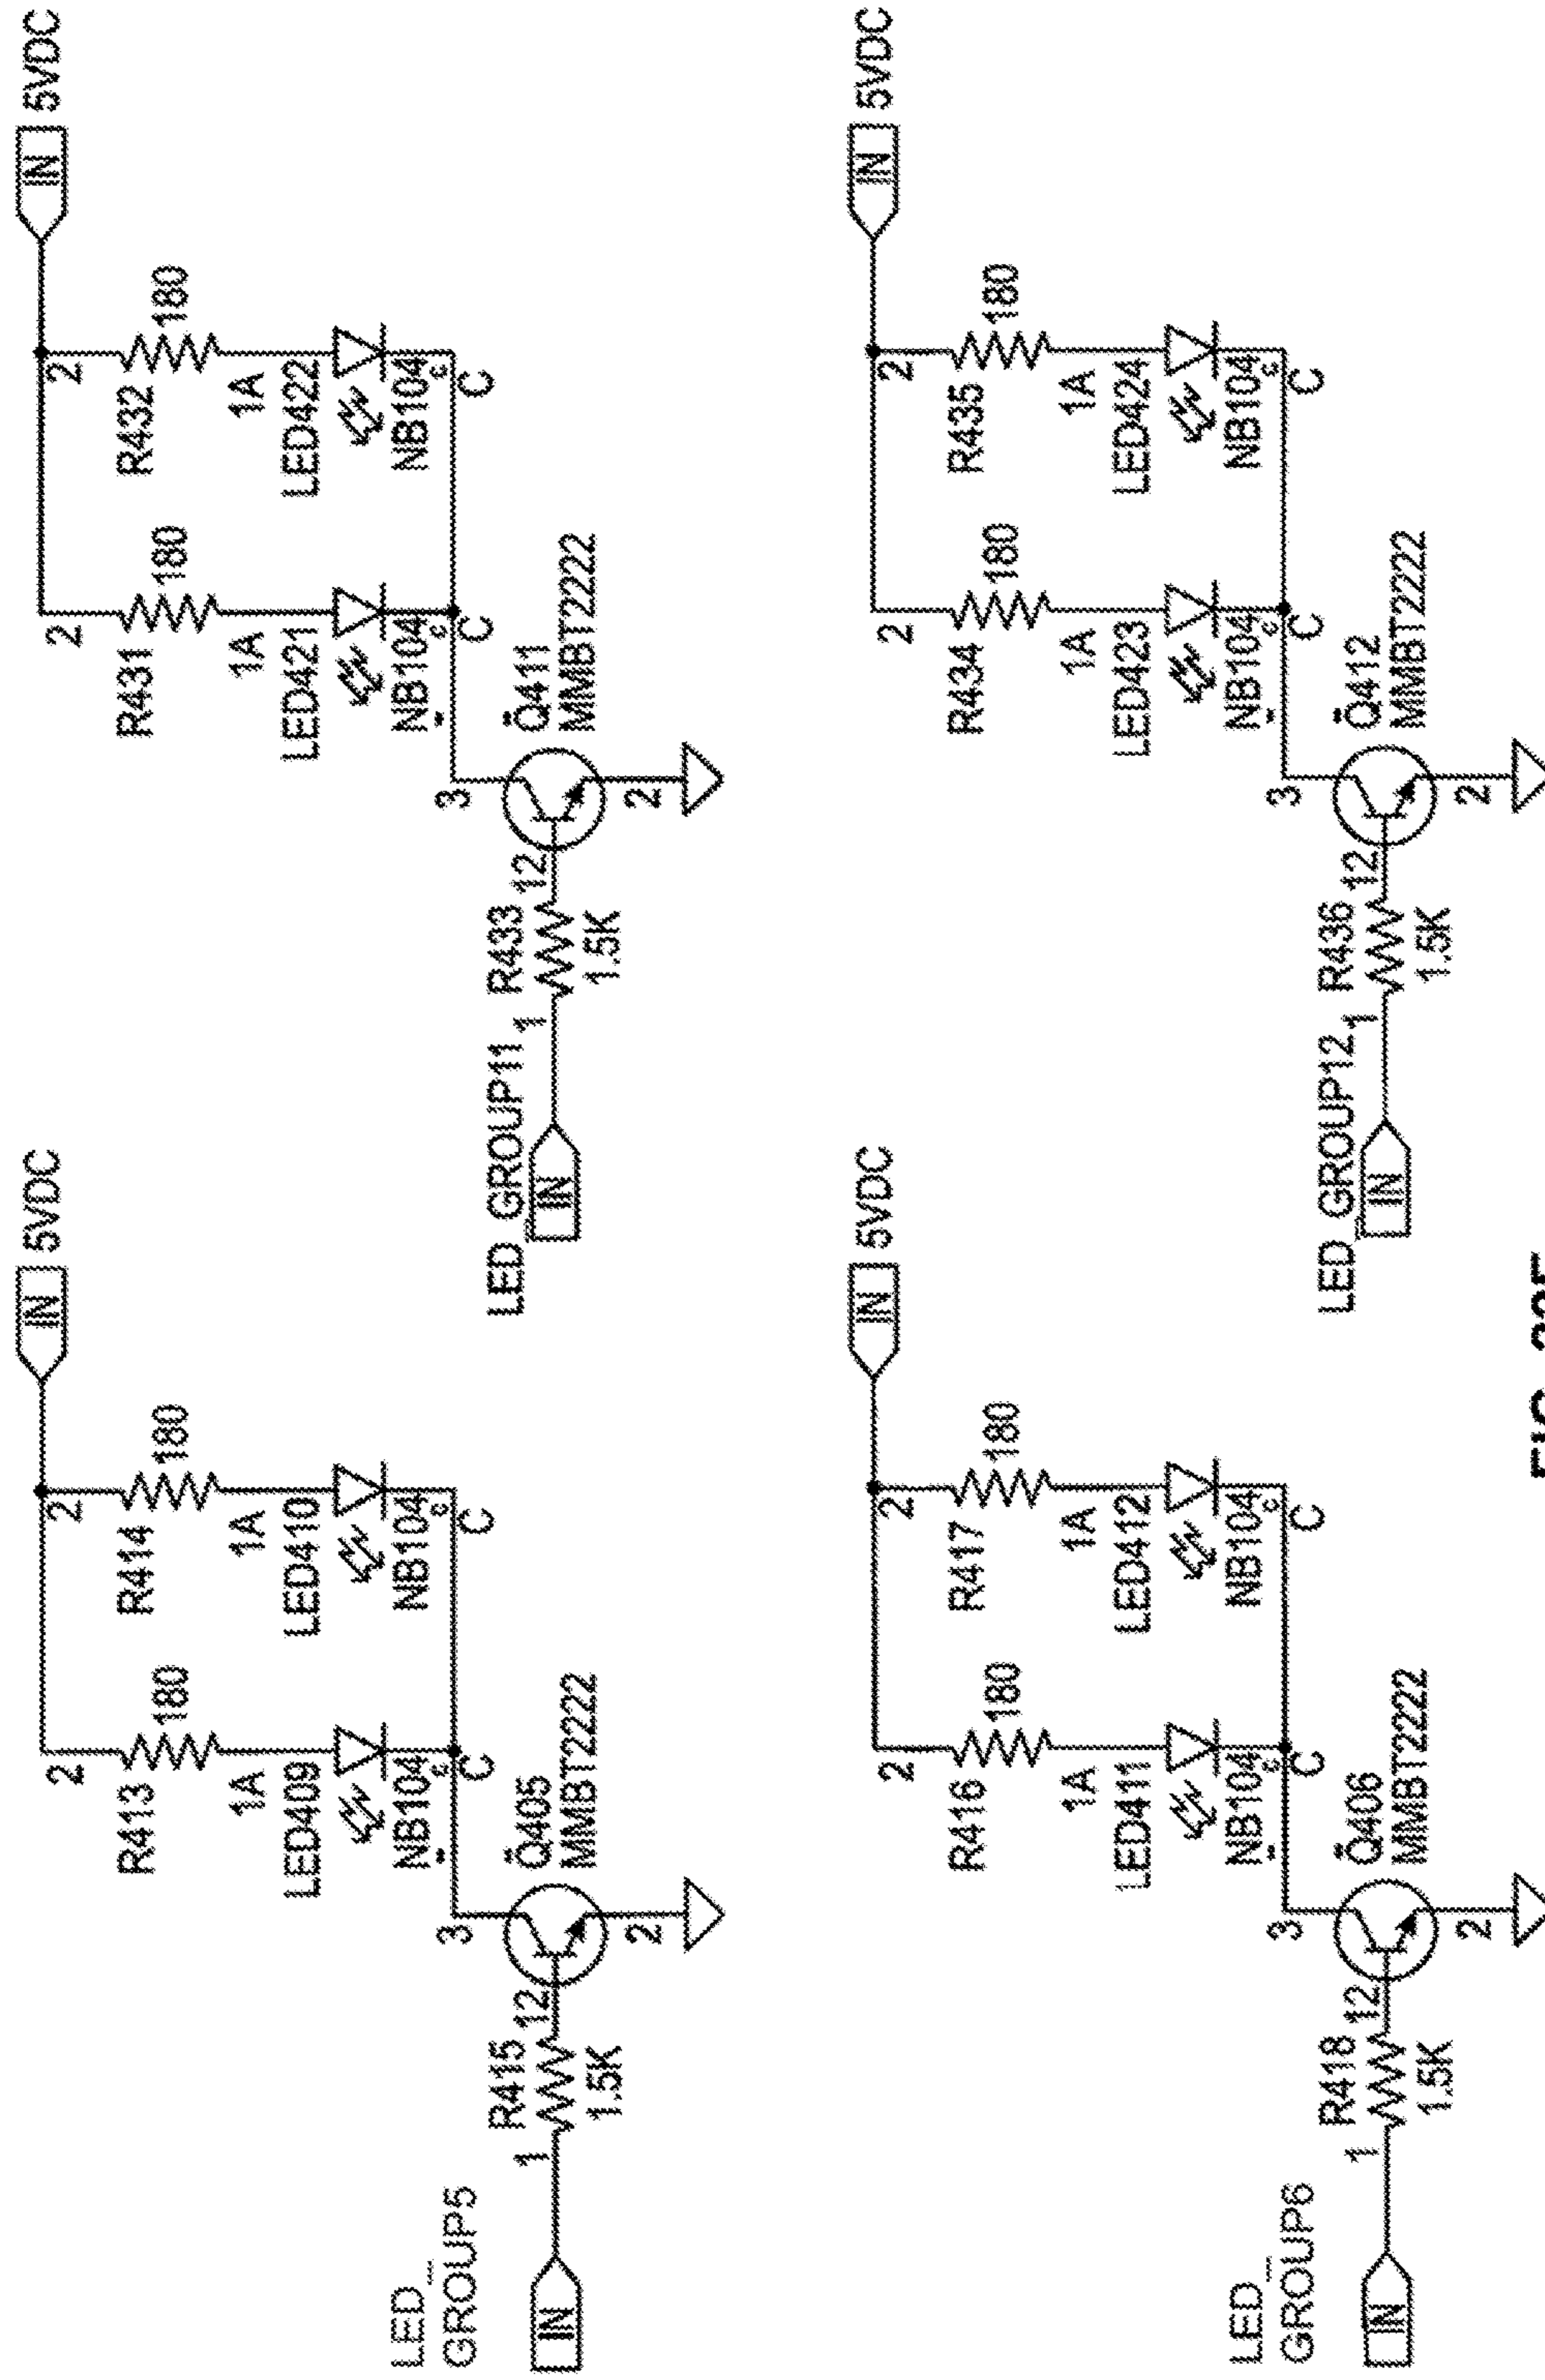 IN 5VDC
2 2
R413 180 R414 180
1A 1A
LED409 LED410
NB104 NB104
c c
C C
3
Q405
MMBT2222
LED_
GROUP5
R415
1 12
IN
1.5K
2
IN 5VDC
2 2
R431 180 R432 180
1A 1A
LED421 LED422
NB104 NB104
c c
C C
3
Q411
MMBT2222
LED_GROUP11 R433
1 12
IN
1.5K
2
IN 5VDC
2 2
R416 180 R417 180
1A 1A
LED411 LED412
NB104 NB104
c c
C C
3
Q406
MMBT2222
LED_
GROUP6
R418
1 12
IN
1.5K
2
IN 5VDC
2 2
R434 180 R435 180
1A 1A
LED423 LED424
NB104 NB104
c c
C C
3
Q412
MMBT2222
LED_GROUP12 R436
1 12
IN
1.5K
2